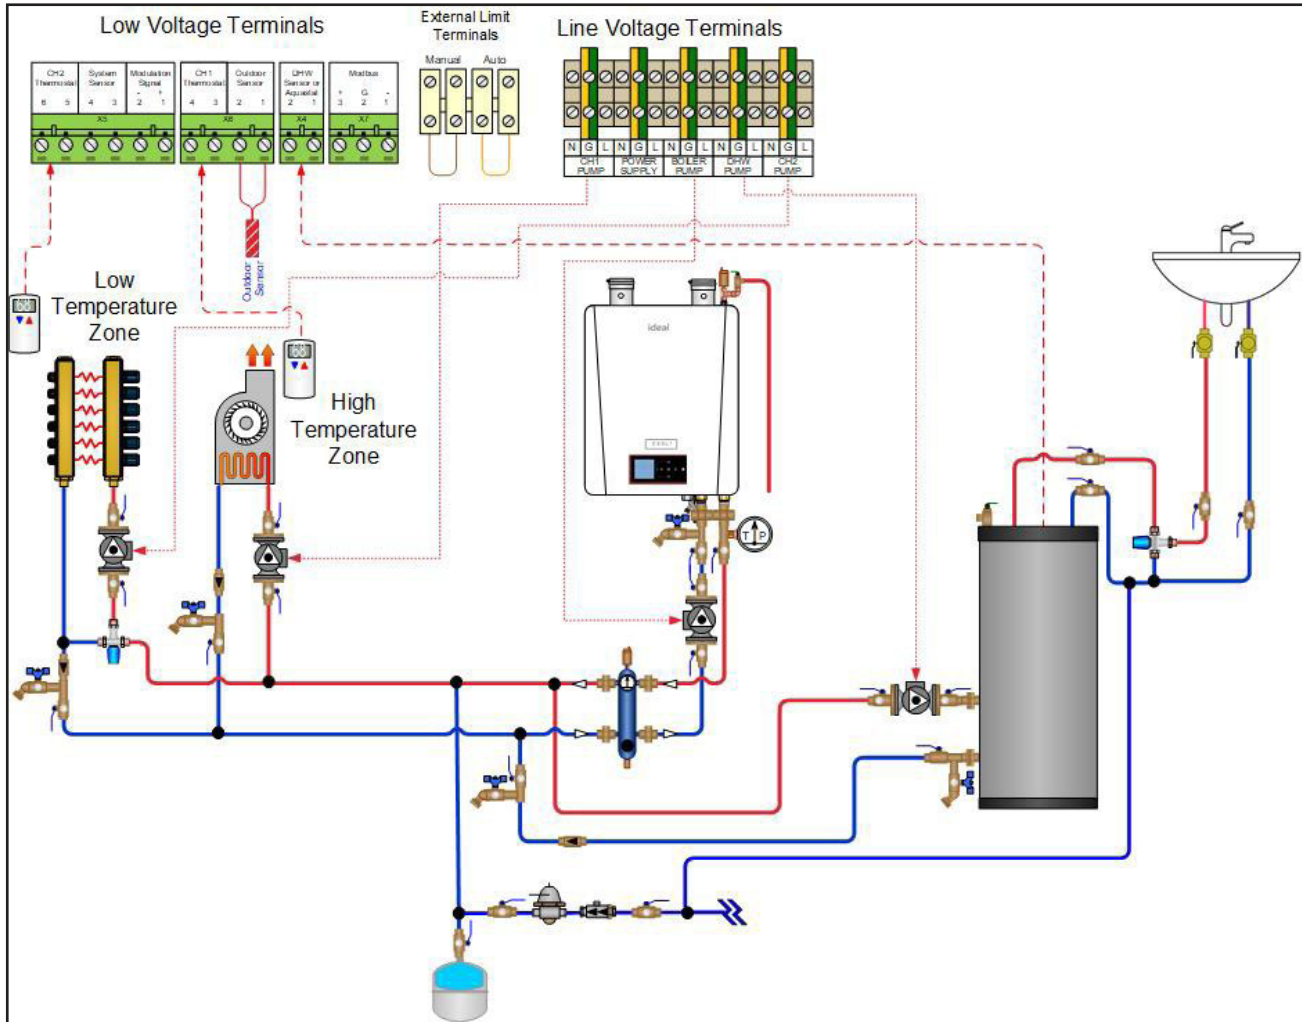 Low Voltage Terminals
External Limit
Terminals
Line Voltage Terminals
Manual Auto
CH2
Thermostat
6 5
System
Sensor
4 3
Modulation
Signal
- +
2 1
X5
CH1
Thermostat
4 3
Outdoor
Sensor
2 1
X6
DHW
Sensor or
Aquastat
2 1
X4
Modbus
+ G -
3 2 1
X7
N G L N G L N G L N G L N G L
CH1
PUMP
POWER
SUPPLY
BOILER
PUMP
DHW
PUMP
CH2
PUMP
Outdoor
Sensor
Low
Temperature
Zone
High
Temperature
Zone
ideal
T P